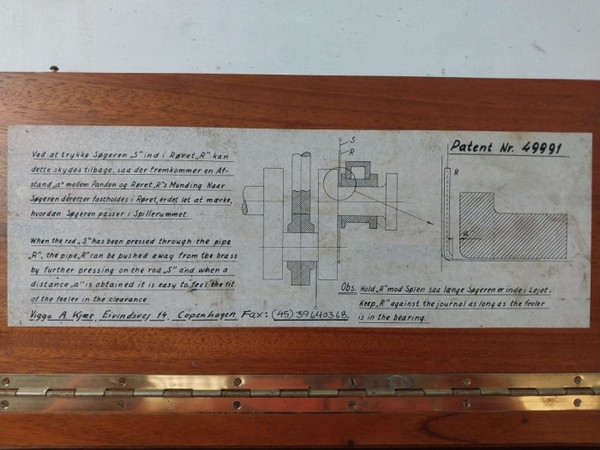 Patent Nr. 49991
Ved at trykke Søgeren „S" ind i Røret „R" kan
dette skydes tilbage, saa der fremkommer en Af-
stand „a" mellem Panden og Røret „R"s Munding. Naar
Søgeren derefter fastholdes i Røret, er det let at mærke,
hvordan Søgeren passer i Spillerummet.
When the rod „S" has been pressed through the pipe
„R", the pipe „R" can be pushed away from the brass
by further pressing on the rod „S" and when a
distance „a" is obtained it is easy to feel the fit
of the feeler in the clearance.
Viggo A. Kjær, Eivindsvej 14, Copenhagen. Fax: (45) 39640368.
S
R
R
a
Obs. Hold „R" mod Sølen saa længe Søgeren er inde i Lejet.
Keep „R" against the journal as long as the feeler
is in the bearing.